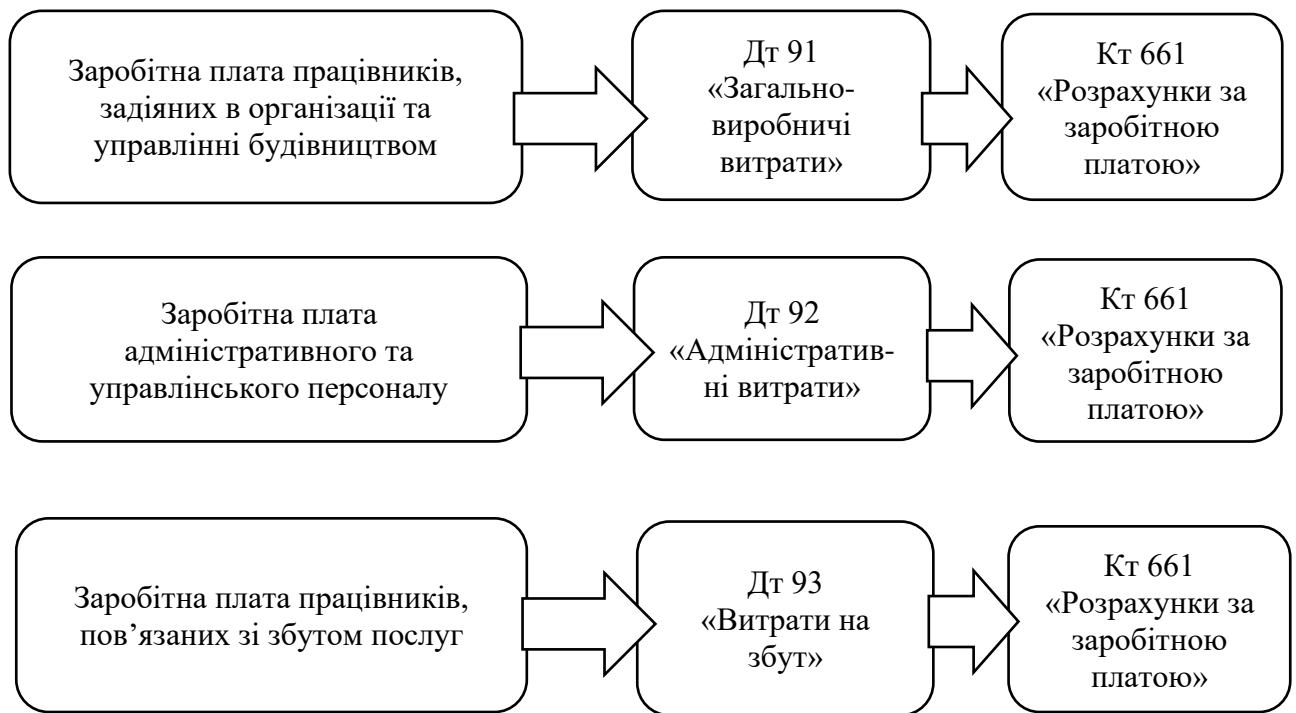 Заробітна плата працівників,
задіяних в організації та
управлінні будівництвом
Дт 91
«Загально-
виробничі
витрати»
Кт 661
«Розрахунки за
заробітною
платою»
Заробітна плата
адміністративного та
управлінського персоналу
Дт 92
«Адміністратив-
ні витрати»
Кт 661
«Розрахунки за
заробітною
платою»
Заробітна плата працівників,
пов’язаних зі збутом послуг
Дт 93
«Витрати на
збут»
Кт 661
«Розрахунки за
заробітною
платою»